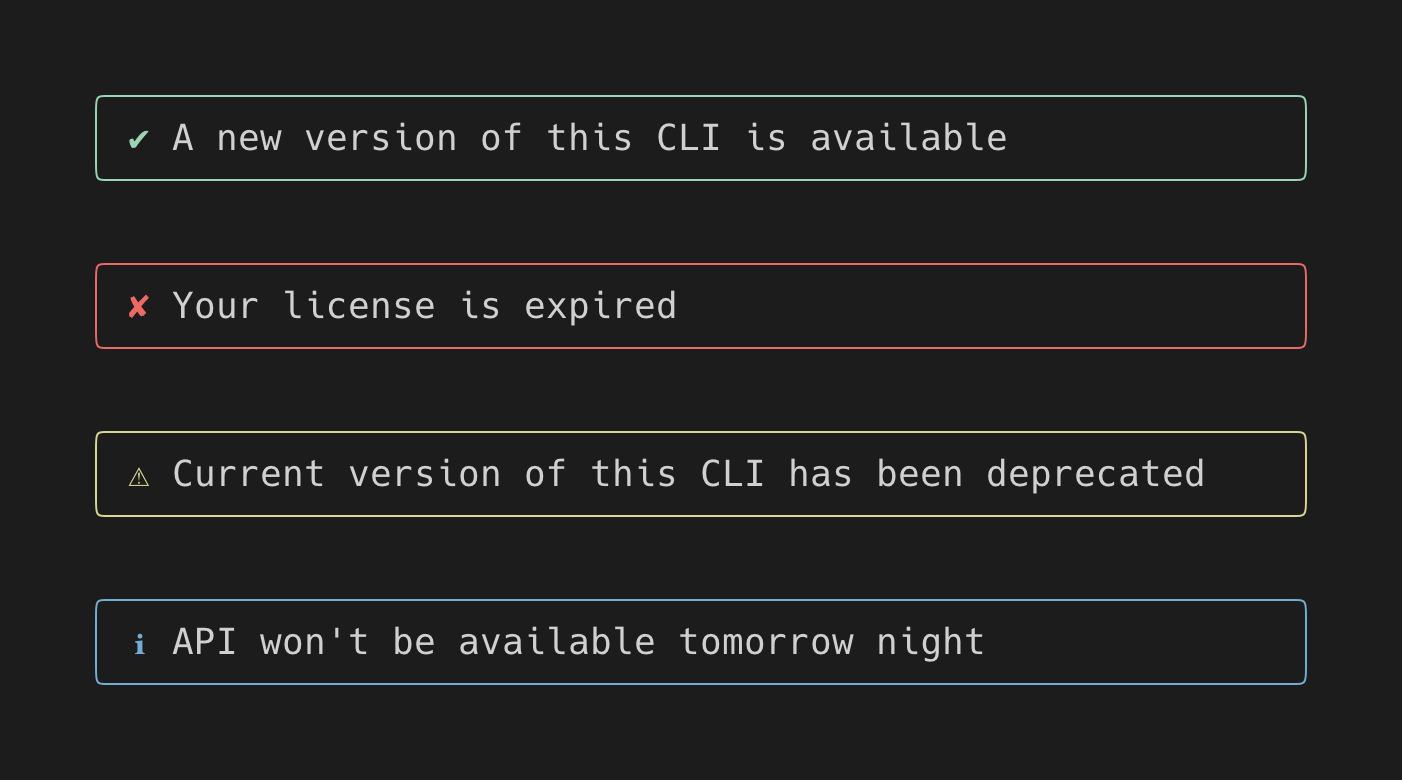 ✔ A new version of this CLI is available
✘ Your license is expired
⚠ Current version of this CLI has been deprecated
ℹ API won't be available tomorrow night